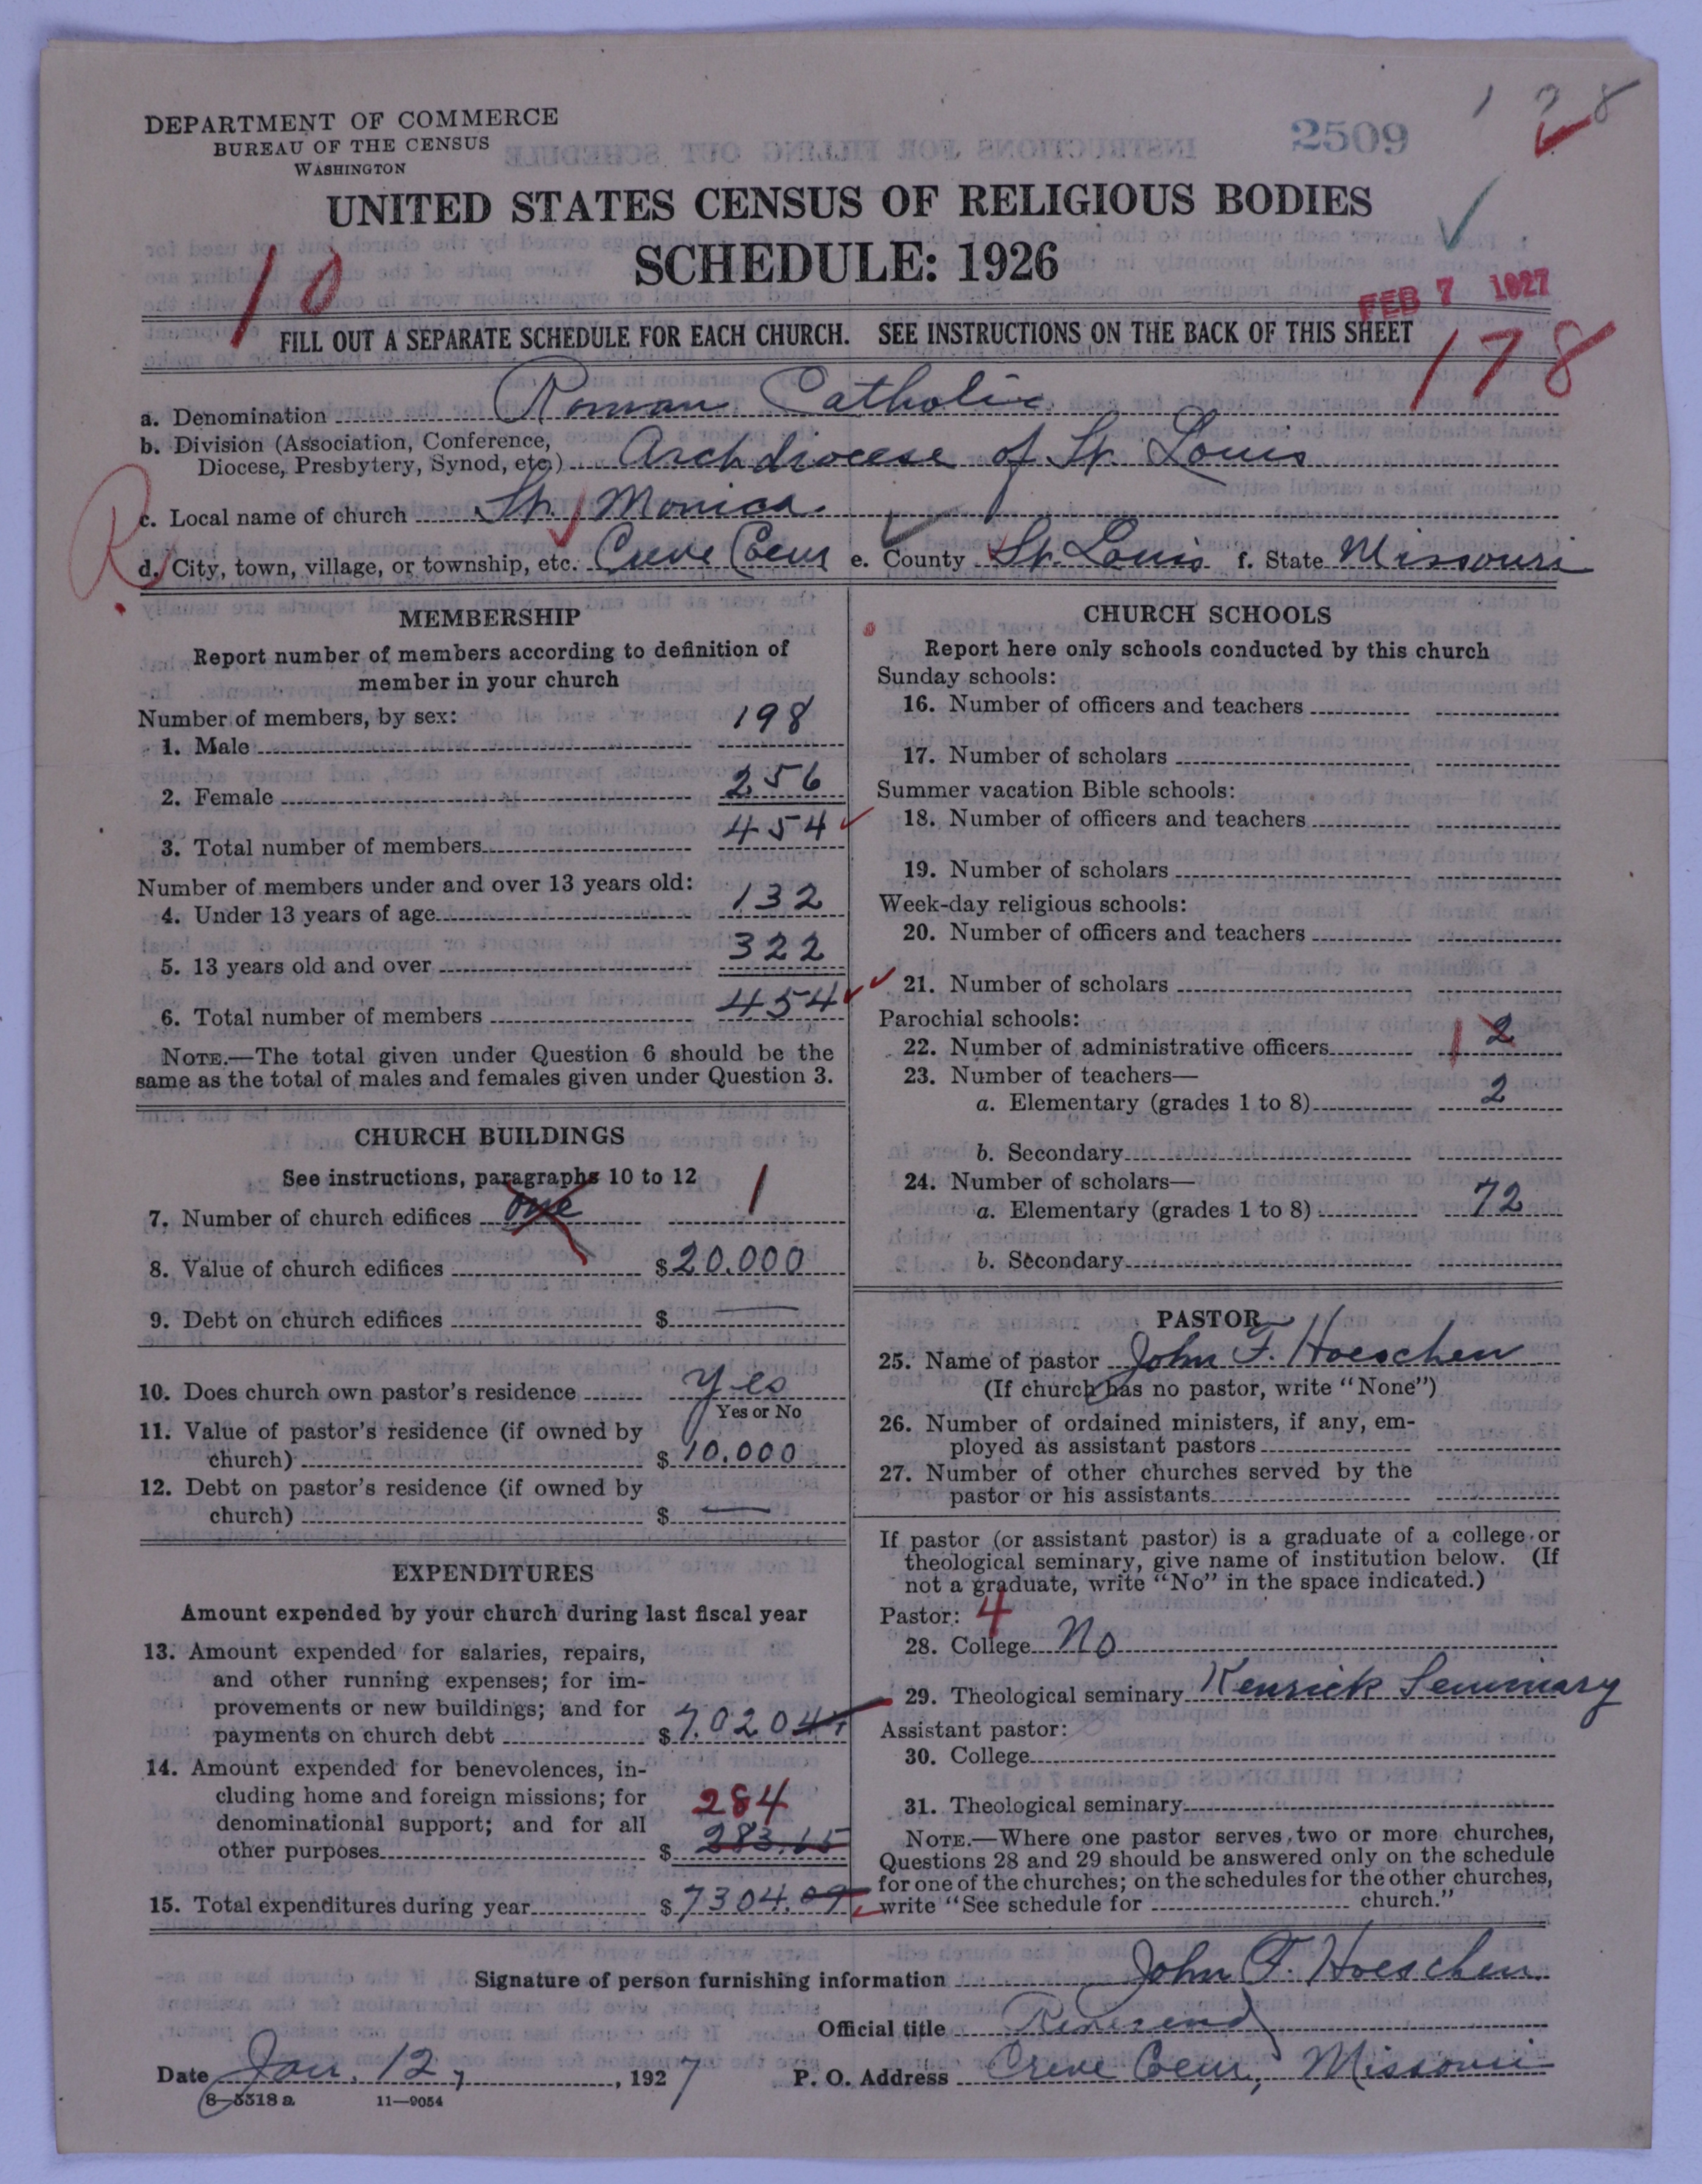 1 2 8
DEPARTMENT OF COMMERCE
BUREAU OF THE CENSUS
WASHINGTON
2509
UNITED STATES CENSUS OF RELIGIOUS BODIES
SCHEDULE: 1926
10
FEB 7 1927
FILL OUT A SEPARATE SCHEDULE FOR EACH CHURCH. SEE INSTRUCTIONS ON THE BACK OF THIS SHEET
178
a. Denomination Roman Catholic
b. Division (Association, Conference,
Diocese, Presbytery, Synod, etc.) Archdiocese of St. Louis
c. Local name of church St. Monica
R
d. City, town, village, or township, etc. Creve Coeur e. County St. Louis f. State Missouri
MEMBERSHIP
Report number of members according to definition of
member in your church
Number of members, by sex:
1. Male 198
2. Female 256
3. Total number of members 454
Number of members under and over 13 years old:
4. Under 13 years of age 132
5. 13 years old and over 322
6. Total number of members 454
NOTE.—The total given under Question 6 should be the
same as the total of males and females given under Question 3.
CHURCH BUILDINGS
See instructions, paragraphs 10 to 12
7. Number of church edifices one 1
8. Value of church edifices $20.000
9. Debt on church edifices $ —
10. Does church own pastor's residence Yes
Yes or No
11. Value of pastor's residence (if owned by
church) $10.000
12. Debt on pastor's residence (if owned by
church) $ —
EXPENDITURES
Amount expended by your church during last fiscal year
13. Amount expended for salaries, repairs,
and other running expenses; for im-
provements or new buildings; and for
payments on church debt $7.020
14. Amount expended for benevolences, in-
cluding home and foreign missions; for
denominational support; and for all 284
other purposes $283.15
15. Total expenditures during year $7304.09
CHURCH SCHOOLS
Report here only schools conducted by this church
Sunday schools:
16. Number of officers and teachers
17. Number of scholars
Summer vacation Bible schools:
18. Number of officers and teachers
19. Number of scholars
Week-day religious schools:
20. Number of officers and teachers
21. Number of scholars
Parochial schools:
22. Number of administrative officers 1 2
23. Number of teachers—
a. Elementary (grades 1 to 8) 2
b. Secondary
24. Number of scholars—
a. Elementary (grades 1 to 8) 72
b. Secondary
PASTOR
25. Name of pastor John F. Hoeschen
(If church has no pastor, write "None")
26. Number of ordained ministers, if any, em-
ployed as assistant pastors
27. Number of other churches served by the
pastor or his assistants
If pastor (or assistant pastor) is a graduate of a college or
theological seminary, give name of institution below. (If
not a graduate, write "No" in the space indicated.)
Pastor: 4
28. College No
29. Theological seminary Kenrick Seminary
Assistant pastor:
30. College
31. Theological seminary
NOTE.—Where one pastor serves two or more churches,
Questions 28 and 29 should be answered only on the schedule
for one of the churches; on the schedules for the other churches,
write "See schedule for church."
Signature of person furnishing information John F. Hoeschen
Official title Reverend
Date Jan. 12, 1927 P. O. Address Creve Coeur, Missouri
8—5518 a 11—9054